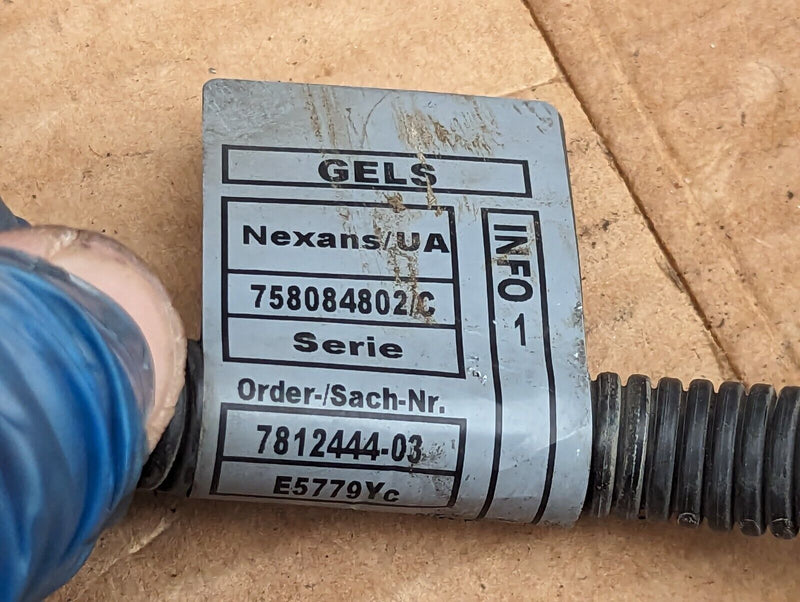 GELS
Nexans/UA
758084802/C
Serie
Order-/Sach-Nr.
7812444-03
E5779Yc
INFO 1